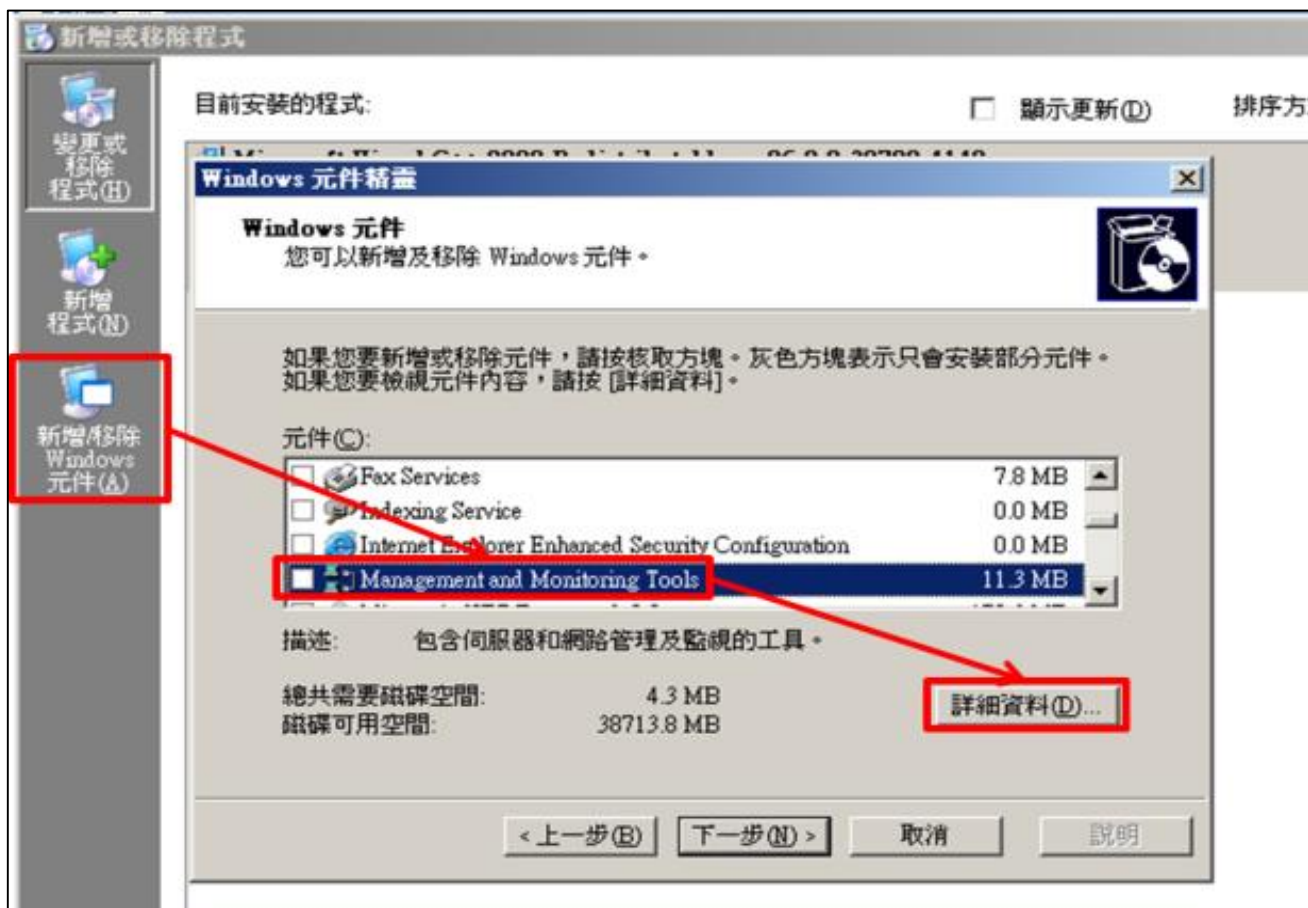 新增或移除程式
變更或
移除
程式(H)
新增
程式(N)
新增/移除
Windows
元件(A)
目前安裝的程式:
顯示更新(D)
排序方
Windows 元件精靈
Windows 元件
您可以新增及移除 Windows 元件。
如果您要新增或移除元件，請按核取方塊。灰色方塊表示只會安裝部分元件。
如果您要檢視元件內容，請按 [詳細資料]。
元件(C):
Fax Services 7.8 MB
Indexing Service 0.0 MB
Internet Explorer Enhanced Security Configuration 0.0 MB
Management and Monitoring Tools 11.3 MB
描述: 包含伺服器和網路管理及監視的工具。
總共需要磁碟空間: 4.3 MB
磁碟可用空間: 38713.8 MB
詳細資料(D)...
< 上一步(B)
下一步(N) >
取消
說明